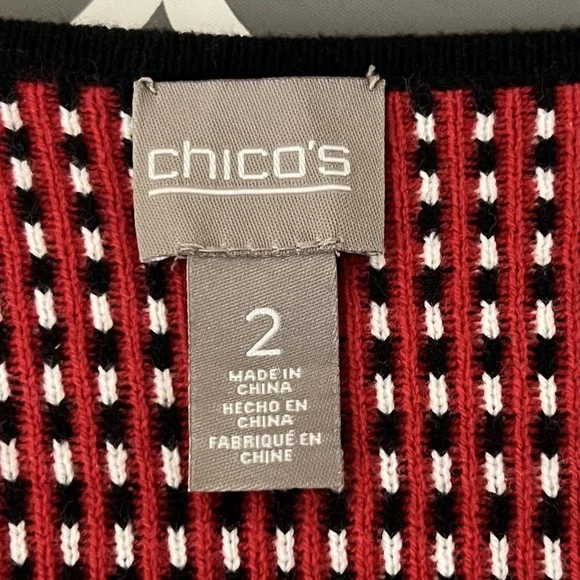 chico's
2
MADE IN
CHINA
HECHO EN
CHINA
FABRIQUÉ EN
CHINE